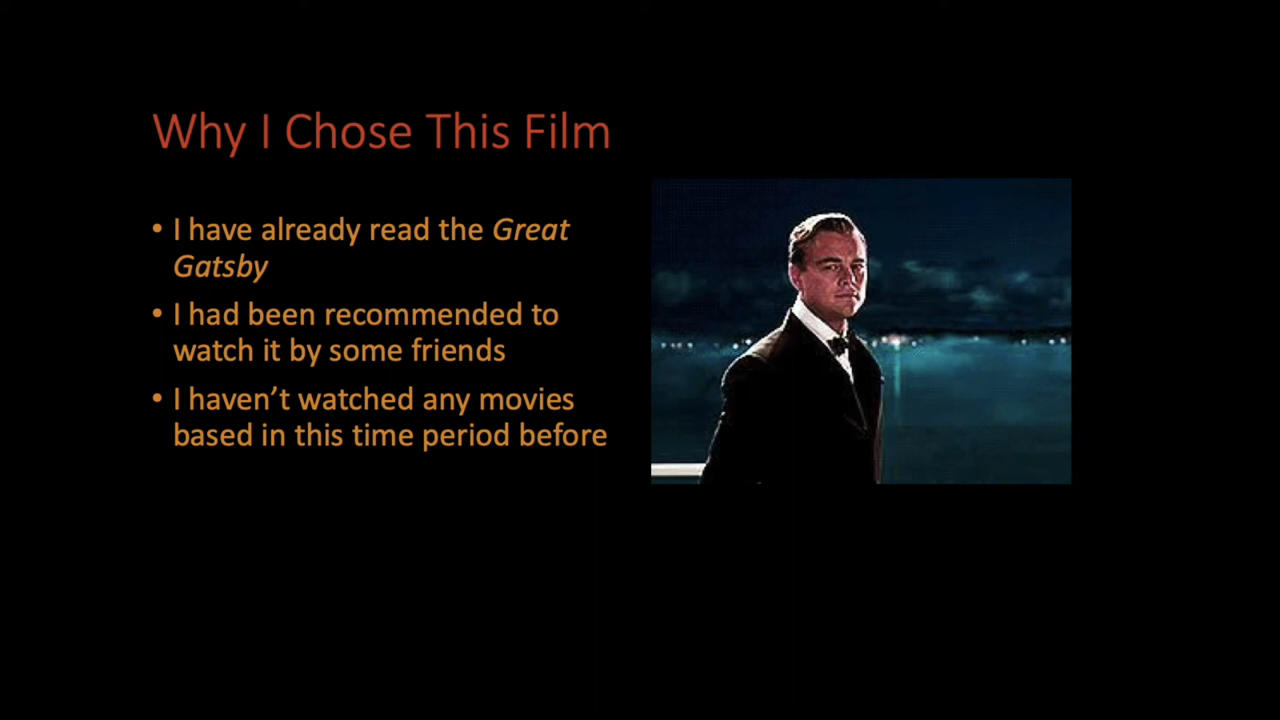 Why I Chose This Film
• I have already read the Great
Gatsby
• I had been recommended to
watch it by some friends
• I haven’t watched any movies
based in this time period before